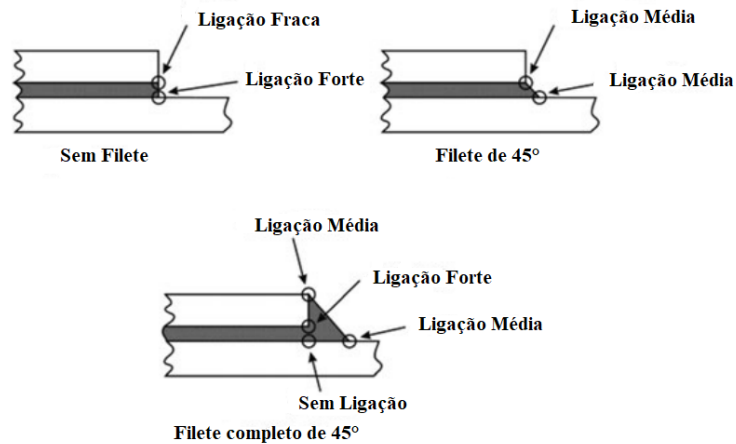 Ligação Fraca
Ligação Forte
Sem Filete
Ligação Média
Ligação Média
Filete de 45°
Ligação Média
Ligação Forte
Ligação Média
Sem Ligação
Filete completo de 45°